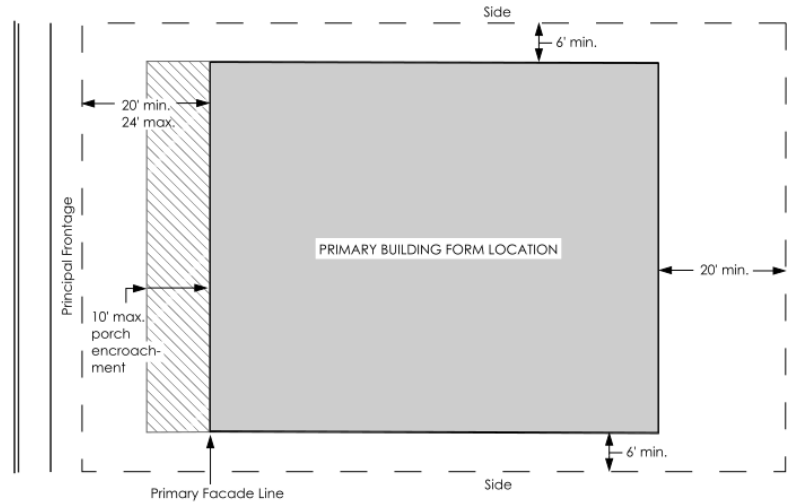 Side
6' min.
20' min.
24' max.
Principal Frontage
PRIMARY BUILDING FORM LOCATION
20' min.
10' max.
porch
encroach-
ment
6' min.
Primary Facade Line
Side